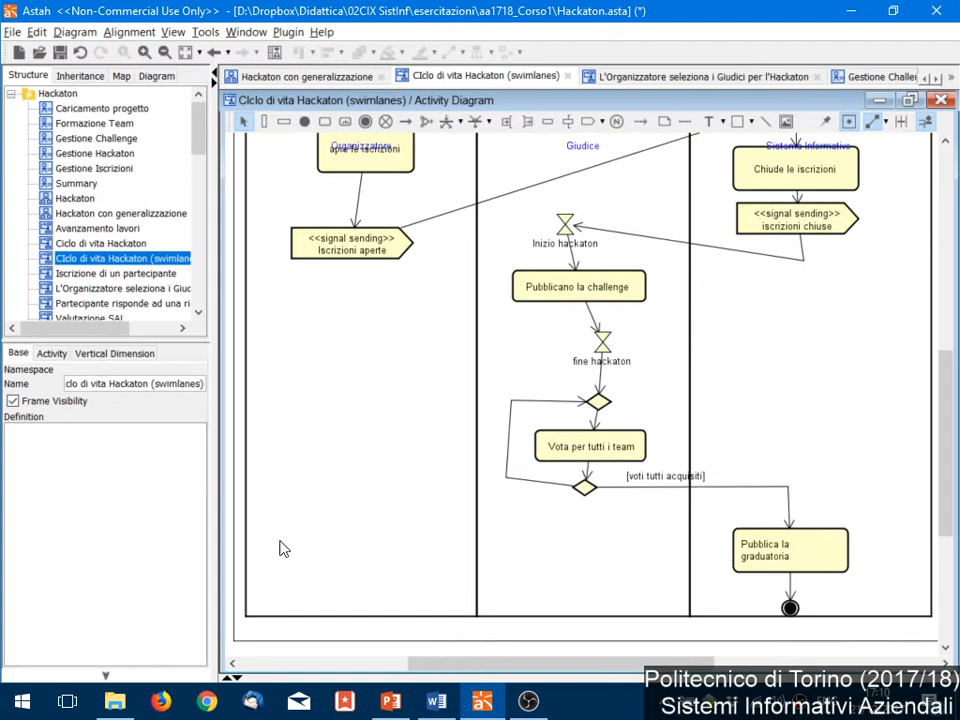 Astah <<Non-Commercial Use Only>> - [D:\Dropbox\Didattica\02CIX SistInf\esercitazioni\aa1718_Corso1\Hackaton.asta] (*)
File Edit Diagram Alignment View Tools Window Plugin Help
Structure Inheritance Map Diagram
Hackaton con generalizzazione
CIclo di vita Hackaton (swimlanes)
L'Organizzatore seleziona i Giudici per l'Hackaton
Gestione Challer
CIclo di vita Hackaton (swimlanes) / Activity Diagram
Hackaton
Caricamento progetto
Formazione Team
Gestione Challenge
Gestione Hackaton
Gestione Iscrizioni
Summary
Hackaton
Hackaton con generalizzazione
Avanzamento lavori
Ciclo di vita Hackaton
CIclo di vita Hackaton (swimlan
Iscrizione di un partecipante
L'Organizzatore seleziona i Giud
Partecipante risponde ad una ri
Valutazione SAL
Base Activity Vertical Dimension
Namespace
Name clo di vita Hackaton (swimlanes)
Frame Visibility
Definition
Organizzatore
Giudice
Sistema Informativo
apre le iscrizioni
Chiude le iscrizioni
<<signal sending>>
Iscrizioni aperte
<<signal sending>>
iscrizioni chiuse
Inizio hackaton
Pubblicano la challenge
fine hackaton
Vota per tutti i team
[voti tutti acquisiti]
Pubblica la
graduatoria
Politecnico di Torino (2017/18)
Sistemi Informativi Aziendali